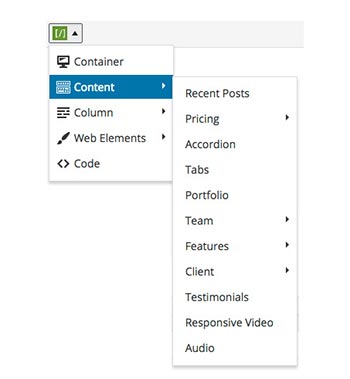 [/]
Container
Content
Column
Web Elements
Code
Recent Posts
Pricing
Accordion
Tabs
Portfolio
Team
Features
Client
Testimonials
Responsive Video
Audio